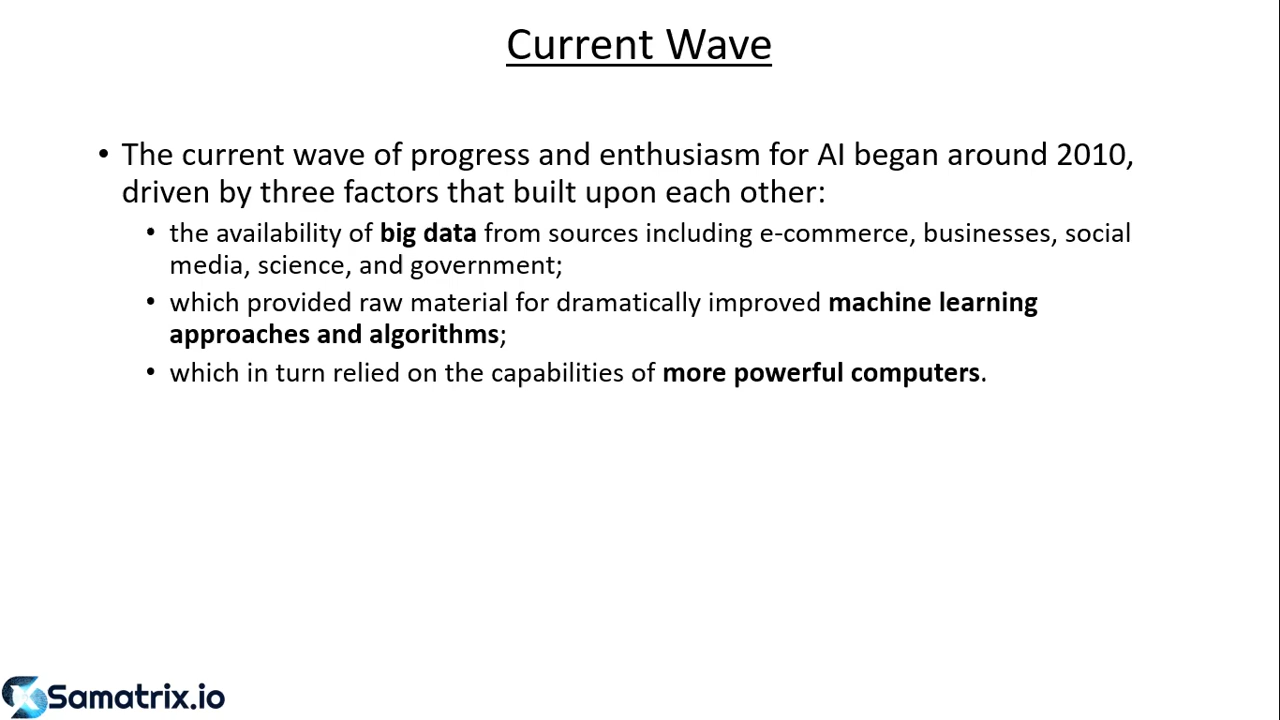 Current Wave
• The current wave of progress and enthusiasm for AI began around 2010,
driven by three factors that built upon each other:
• the availability of big data from sources including e-commerce, businesses, social
media, science, and government;
• which provided raw material for dramatically improved machine learning
approaches and algorithms;
• which in turn relied on the capabilities of more powerful computers.
Samatrix.io